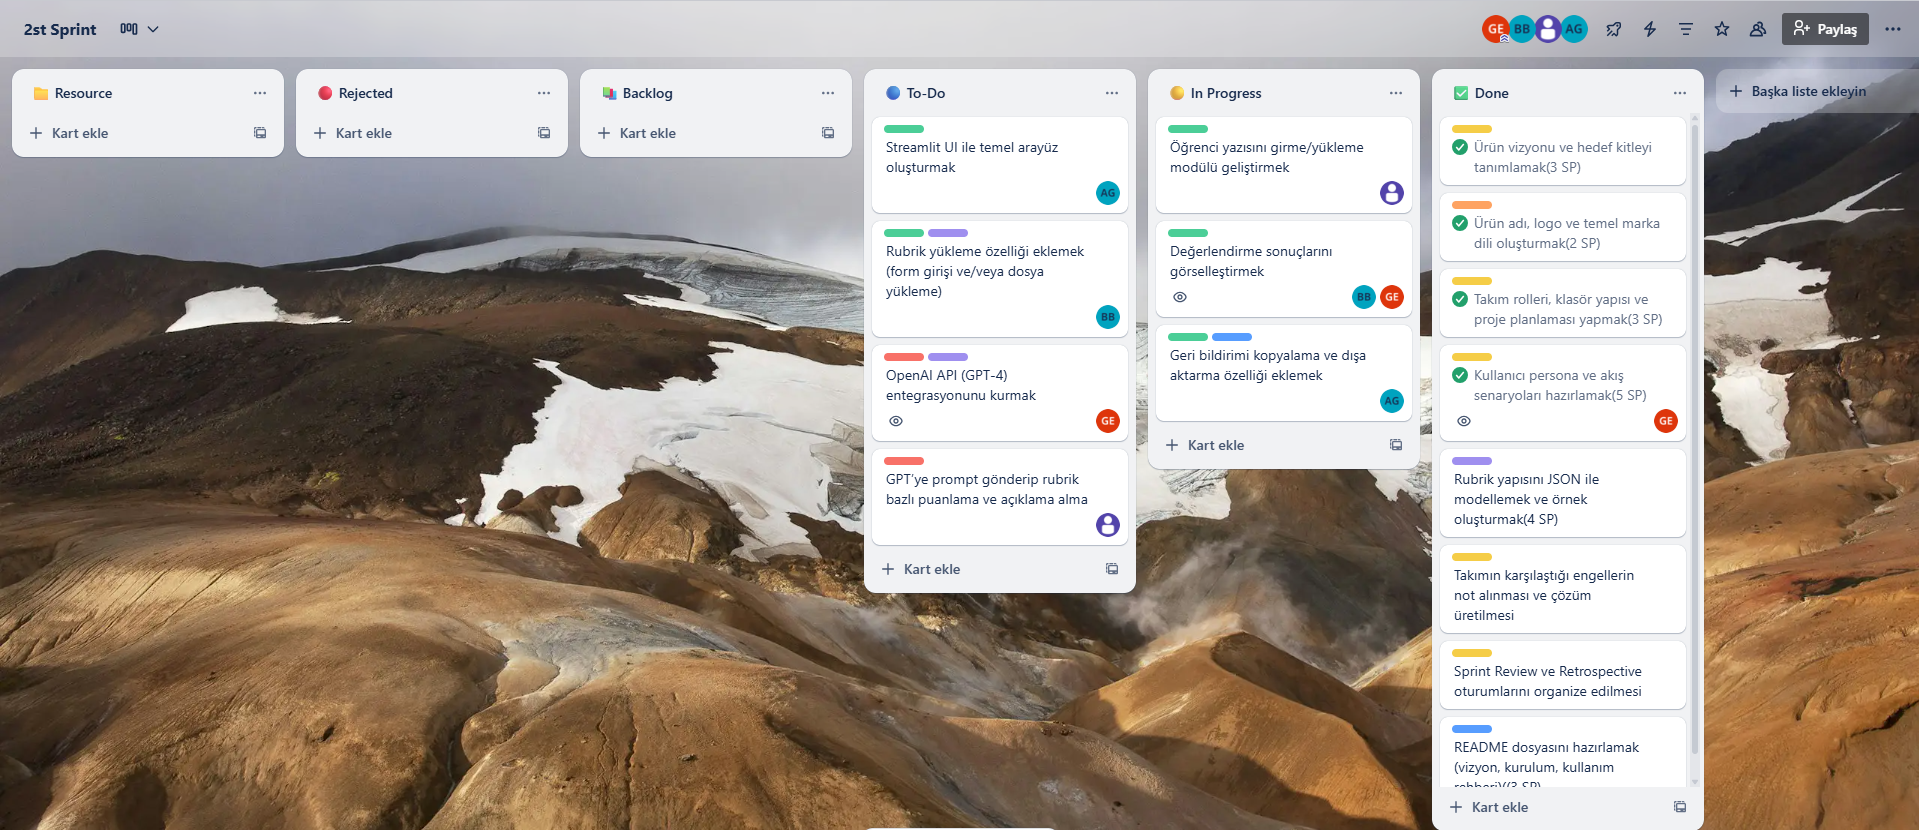 2st Sprint
GE
BB
AG
Paylaş
Resource
Kart ekle
Rejected
Kart ekle
Backlog
Kart ekle
To-Do
Streamlit UI ile temel arayüz
oluşturmak
AG
Rubrik yükleme özelliği eklemek
(form girişi ve/veya dosya
yükleme)
BB
OpenAI API (GPT-4)
entegrasyonunu kurmak
GE
GPT'ye prompt gönderip rubrik
bazlı puanlama ve açıklama alma
Kart ekle
In Progress
Öğrenci yazısını girme/yükleme
modülü geliştirmek
Değerlendirme sonuçlarını
görselleştirmek
BB
GE
Geri bildirimi kopyalama ve dışa
aktarma özelliği eklemek
AG
Kart ekle
Done
Ürün vizyonu ve hedef kitleyi
tanımlamak(3 SP)
Ürün adı, logo ve temel marka
dili oluşturmak(2 SP)
Takım rolleri, klasör yapısı ve
proje planlaması yapmak(3 SP)
Kullanıcı persona ve akış
senaryoları hazırlamak(5 SP)
GE
Rubrik yapısını JSON ile
modellemek ve örnek
oluşturmak(4 SP)
Takımın karşılaştığı engellerin
not alınması ve çözüm
üretilmesi
Sprint Review ve Retrospective
oturumlarını organize edilmesi
README dosyasını hazırlamak
(vizyon, kurulum, kullanım
rehberi)(3 SP)
Kart ekle
Başka liste ekleyin